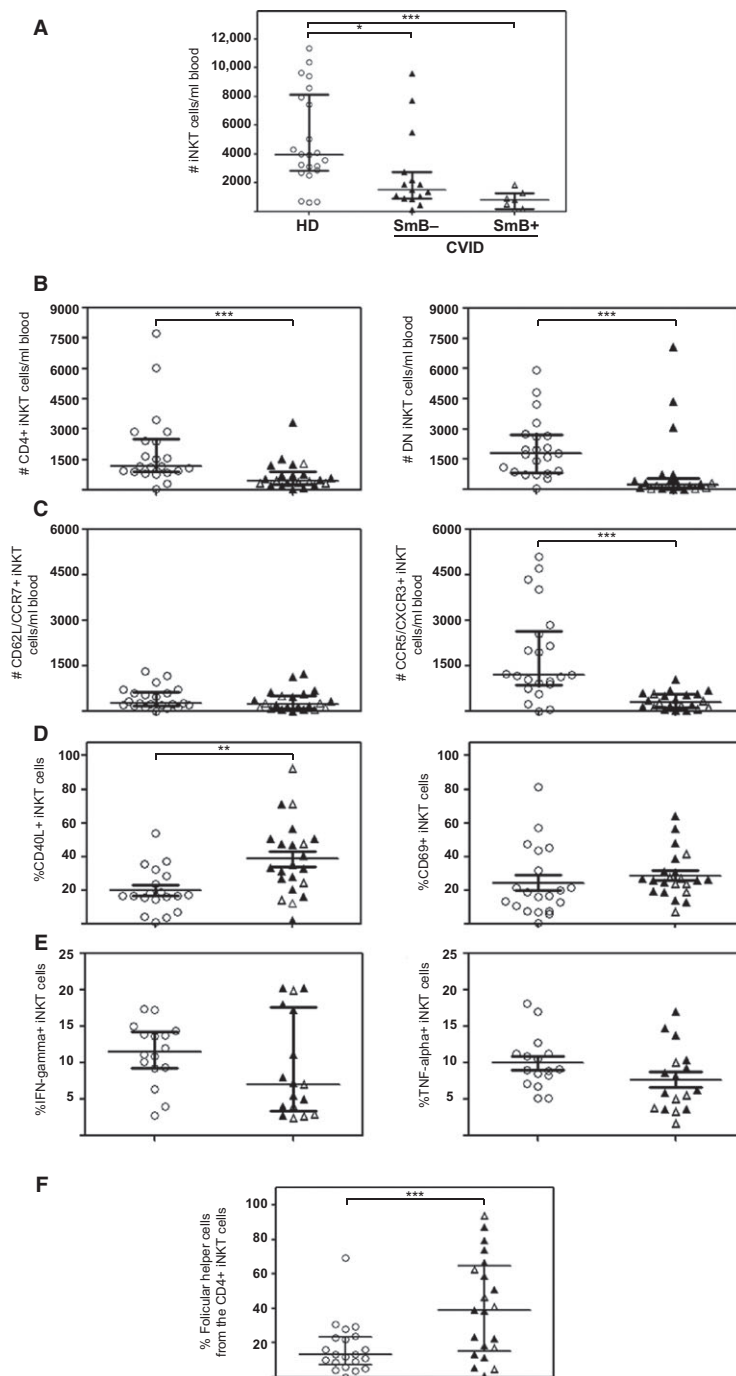 A
# iNKT cells/ml blood
12,000
10,000
8000
6000
4000
2000
***
*
HD
SmB–
SmB+
CVID
B
# CD4+ iNKT cells/ml blood
9000
7500
6000
4500
3000
1500
***
# DN iNKT cells/ml blood
9000
7500
6000
4500
3000
1500
***
C
# CD62L/CCR7+ iNKT
cells/ml blood
6000
4500
3000
1500
# CCR5/CXCR3+ iNKT
cells/ml blood
6000
4500
3000
1500
***
D
%CD40L+ iNKT cells
100
80
60
40
20
**
%CD69+ iNKT cells
100
80
60
40
20
E
%IFN-gamma+ iNKT cells
25
20
15
10
5
%TNF-alpha+ iNKT cells
25
20
15
10
5
F
% Folicular helper cells
from the CD4+ iNKT cells
100
80
60
40
20
***